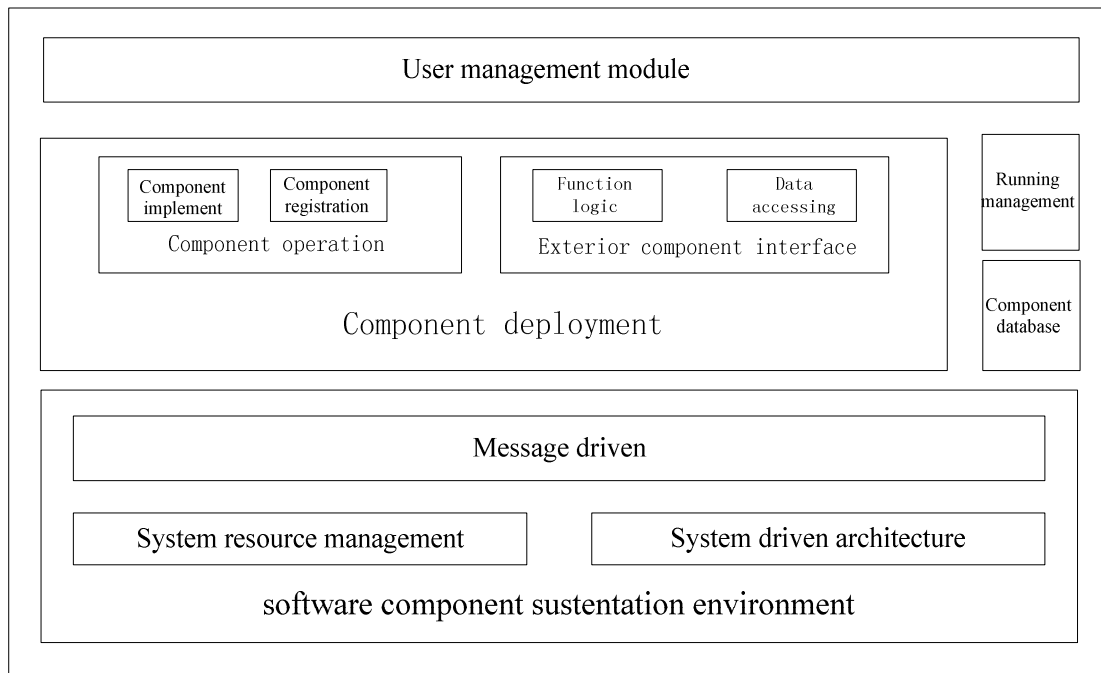 User management module
Component
implement
Component
registration
Component operation
Function
logic
Data
accessing
Exterior component interface
Component deployment
Running
management
Component
database
Message driven
System resource management
System driven architecture
software component sustentation environment